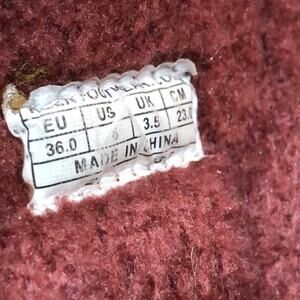 EU US UK CM
36.0 6 3.5 23.0
MADE IN CHINA